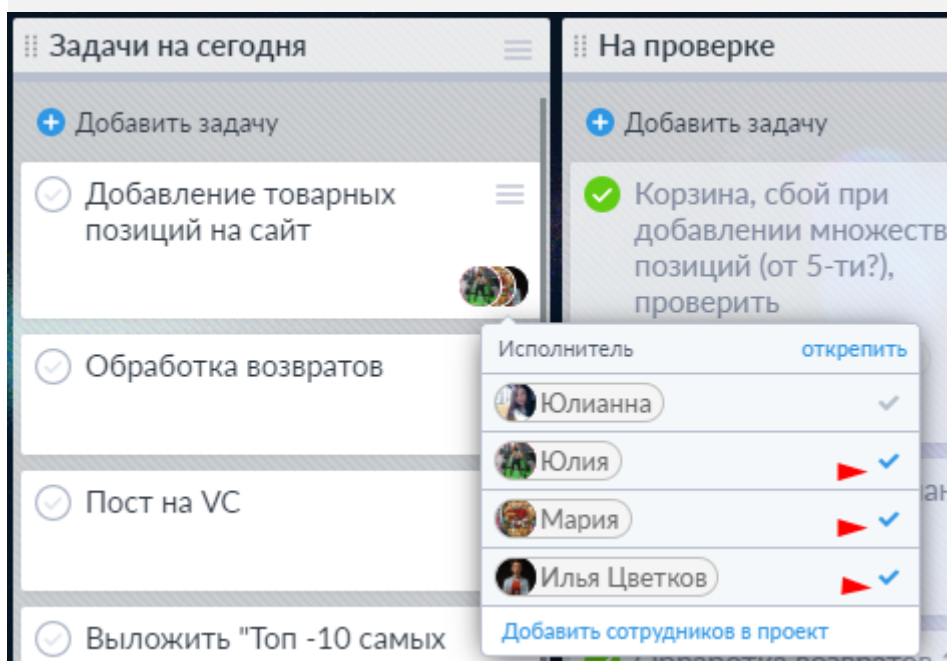 Задачи на сегодня
Добавить задачу
Добавление товарных
позиций на сайт
Обработка возвратов
Пост на VC
Выложить "Топ -10 самых
На проверке
Добавить задачу
Корзина, сбой при
добавлении множеств
позиций (от 5-ти?),
проверить
Исполнитель открепить
Юлианна
Юлия
Мария
Илья Цветков
Добавить сотрудников в проект